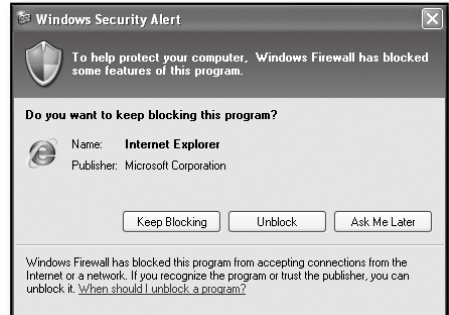 Windows Security Alert
To help protect your computer, Windows Firewall has blocked
some features of this program.
Do you want to keep blocking this program?
Name: Internet Explorer
Publisher: Microsoft Corporation
Keep Blocking Unblock Ask Me Later
Windows Firewall has blocked this program from accepting connections from the
Internet or a network. If you recognize the program or trust the publisher, you can
unblock it. When should I unblock a program?